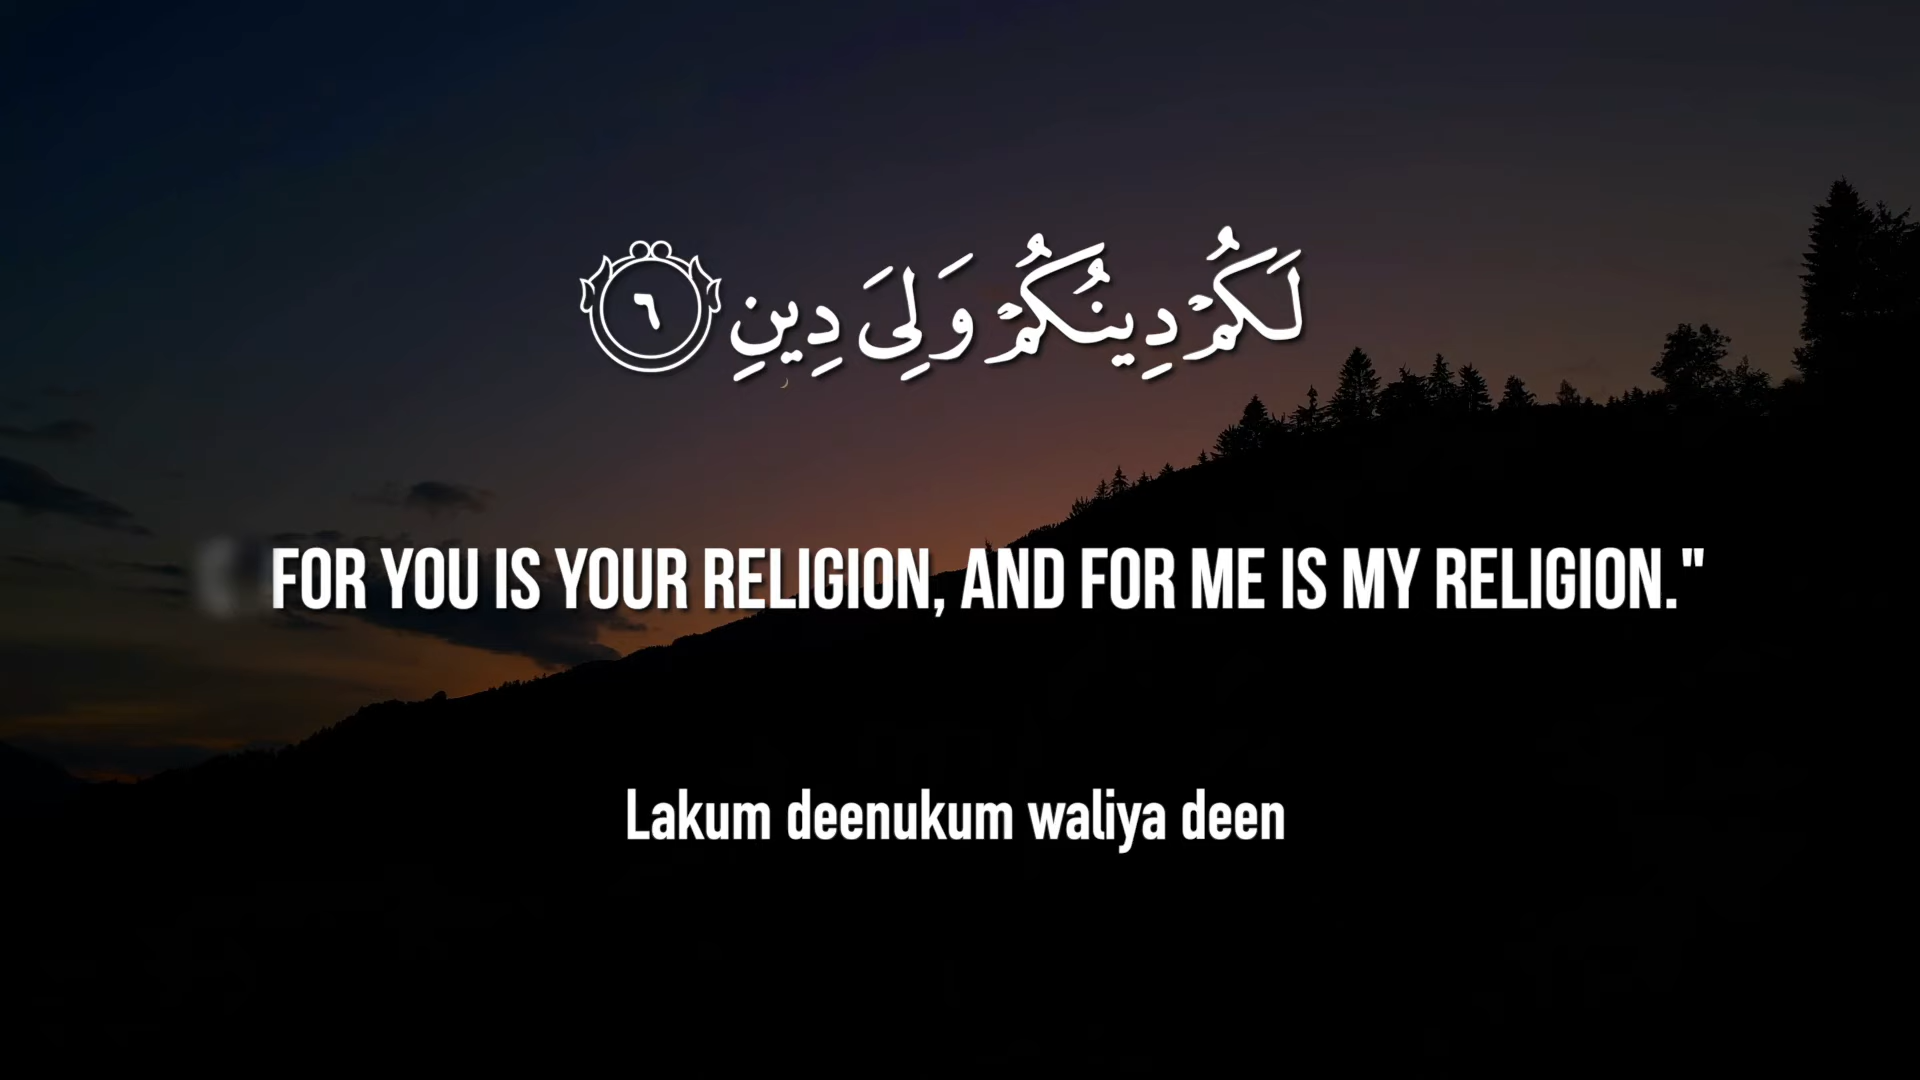 لَكُمْ دِينُكُمْ وَلِىَ دِينِ ٦
FOR YOU IS YOUR RELIGION, AND FOR ME IS MY RELIGION."
Lakum deenukum waliya deen